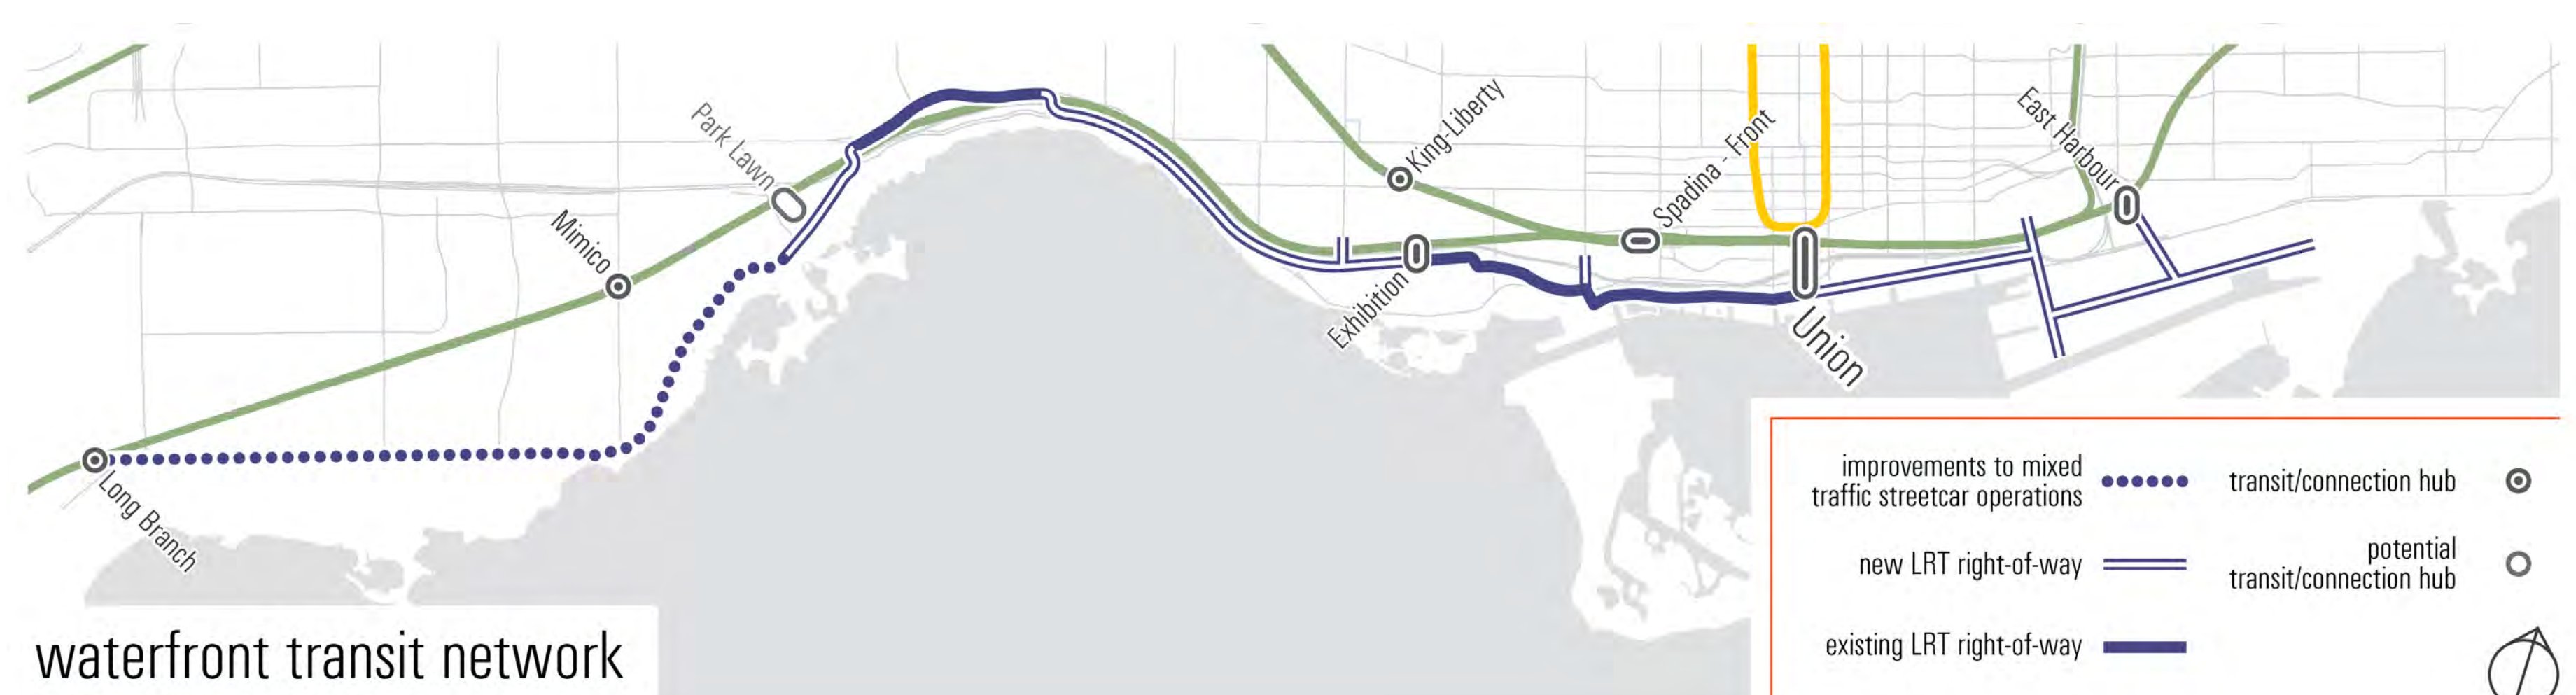 Park Lawn
Mimico
Long Branch
King-Liberty
Exhibition
Spadina - Front
Union
East Harbour
waterfront transit network
improvements to mixed
traffic streetcar operations
new LRT right-of-way
existing LRT right-of-way
transit/connection hub
potential
transit/connection hub